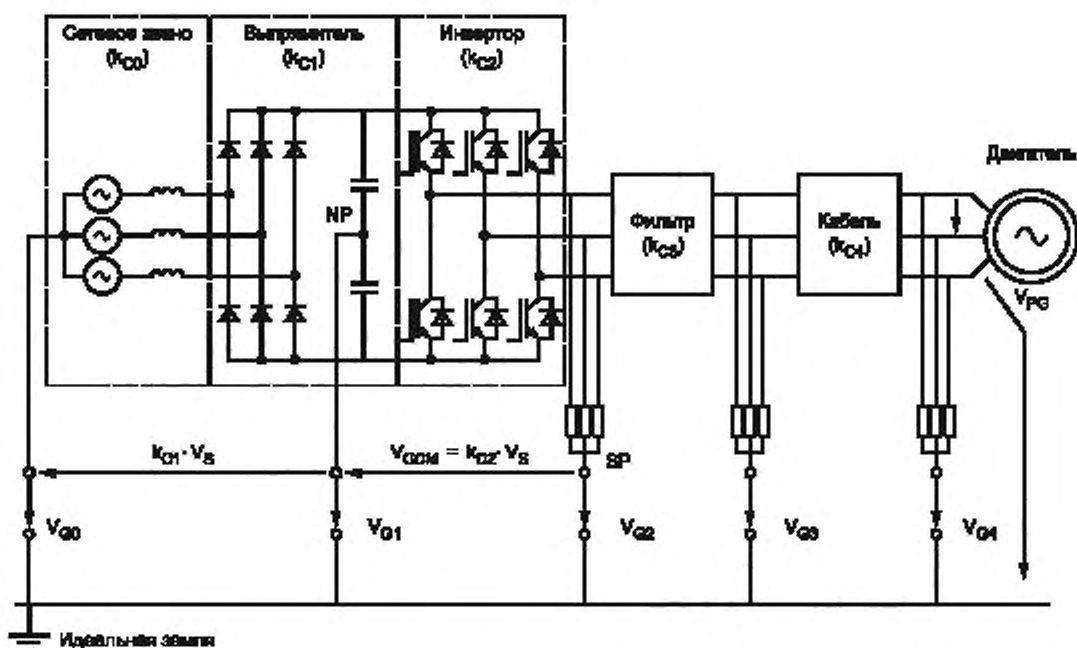 Сетевое звено
(kC0)
Выпрямитель
(kC1)
Инвертор
(kC2)
Двигатель
NP
Фильтр
(kC3)
Кабель
(kC4)
VPG
kC1 · VS
VGCM = kC2 · VS
SP
VG0
VG1
VG2
VG3
VG4
Идеальная земля